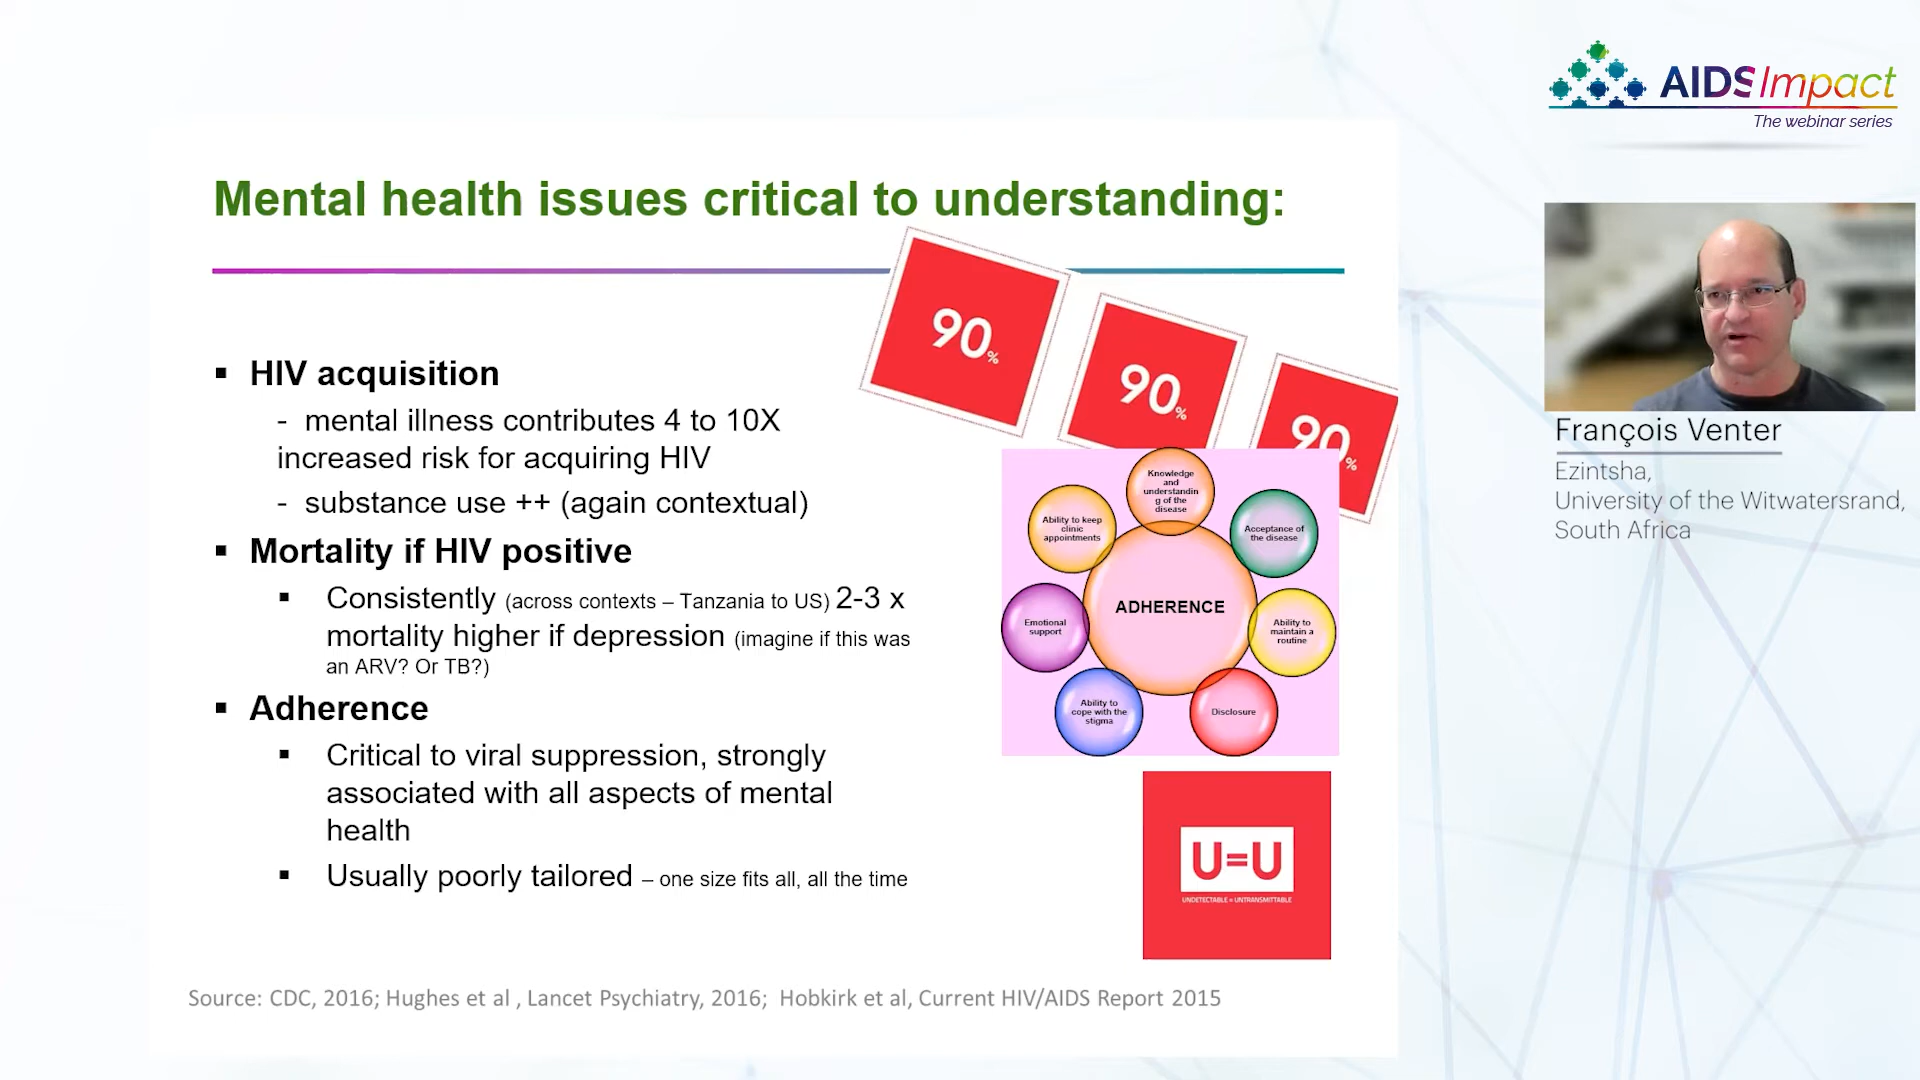 AIDSImpact
The webinar series
Mental health issues critical to understanding:
90%
90%
90%
▪ HIV acquisition
- mental illness contributes 4 to 10X
increased risk for acquiring HIV
- substance use ++ (again contextual)
▪ Mortality if HIV positive
▪ Consistently (across contexts – Tanzania to US) 2-3 x
mortality higher if depression (imagine if this was
an ARV? Or TB?)
▪ Adherence
▪ Critical to viral suppression, strongly
associated with all aspects of mental
health
▪ Usually poorly tailored – one size fits all, all the time
Knowledge
and
understandin
g of the
disease
Acceptance of
the disease
Ability to
maintain a
routine
Disclosure
Ability to
cope with the
stigma
Emotional
support
Ability to keep
clinic
appointments
ADHERENCE
U=U
UNDETECTABLE = UNTRANSMITTABLE
Source: CDC, 2016; Hughes et al , Lancet Psychiatry, 2016;  Hobkirk et al, Current HIV/AIDS Report 2015
François Venter
Ezintsha,
University of the Witwatersrand,
South Africa